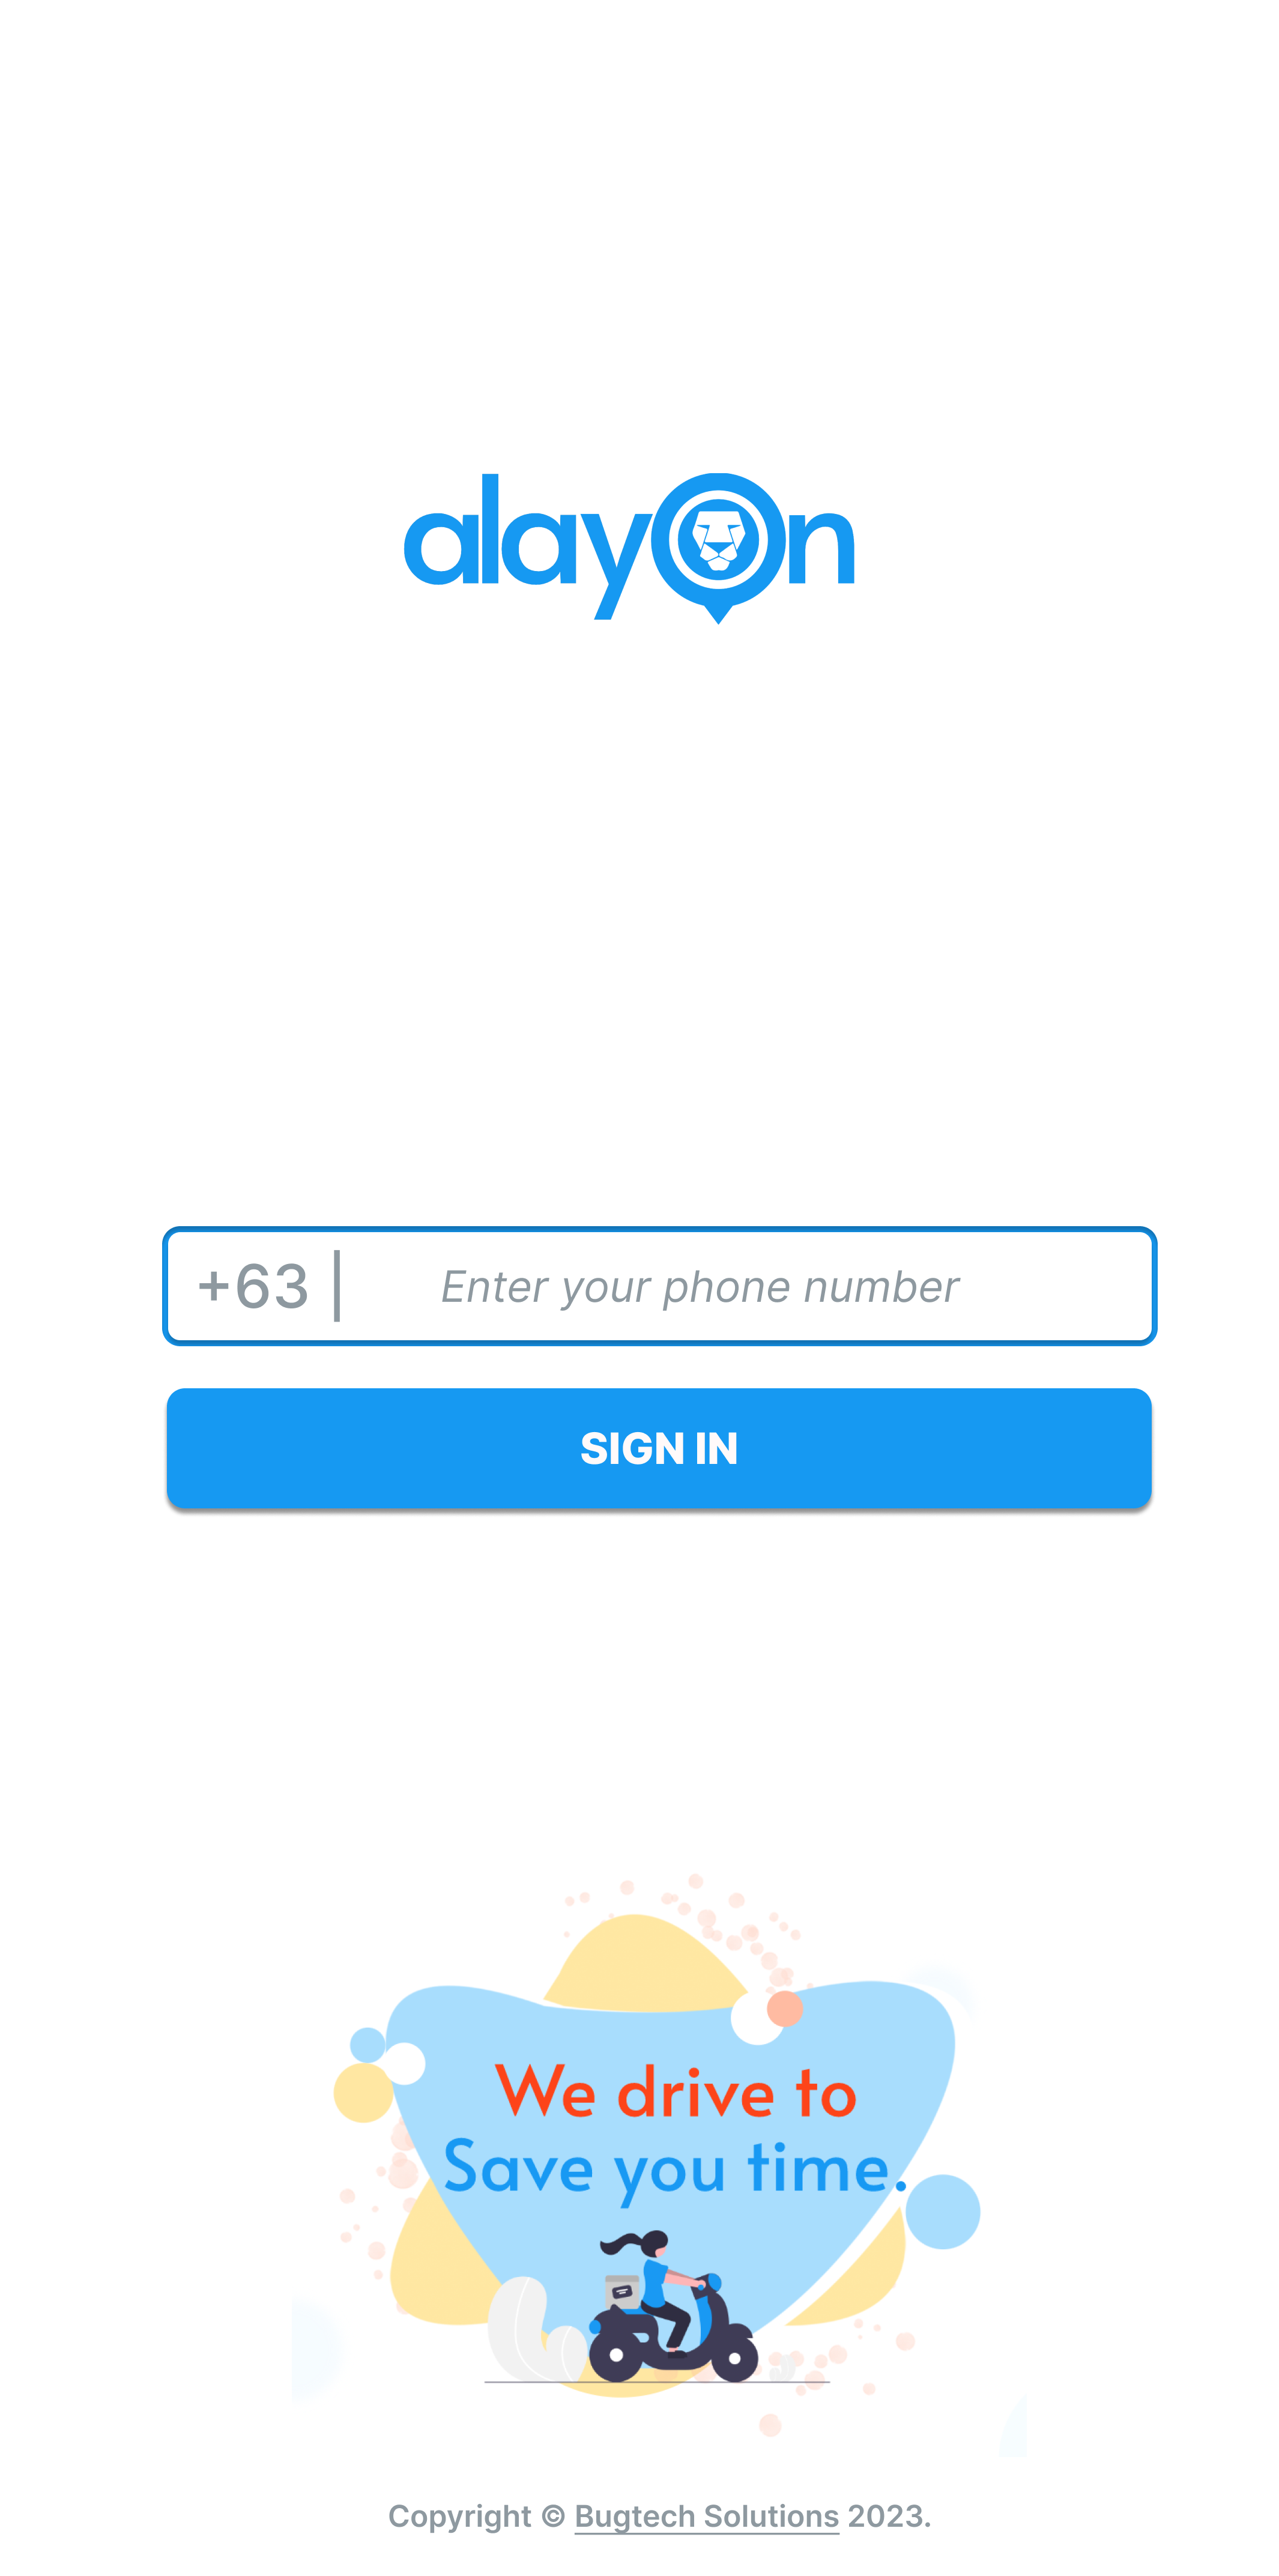 alayOn
+63 |
Enter your phone number
SIGN IN
We drive to
Save you time.
Copyright © Bugtech Solutions 2023.